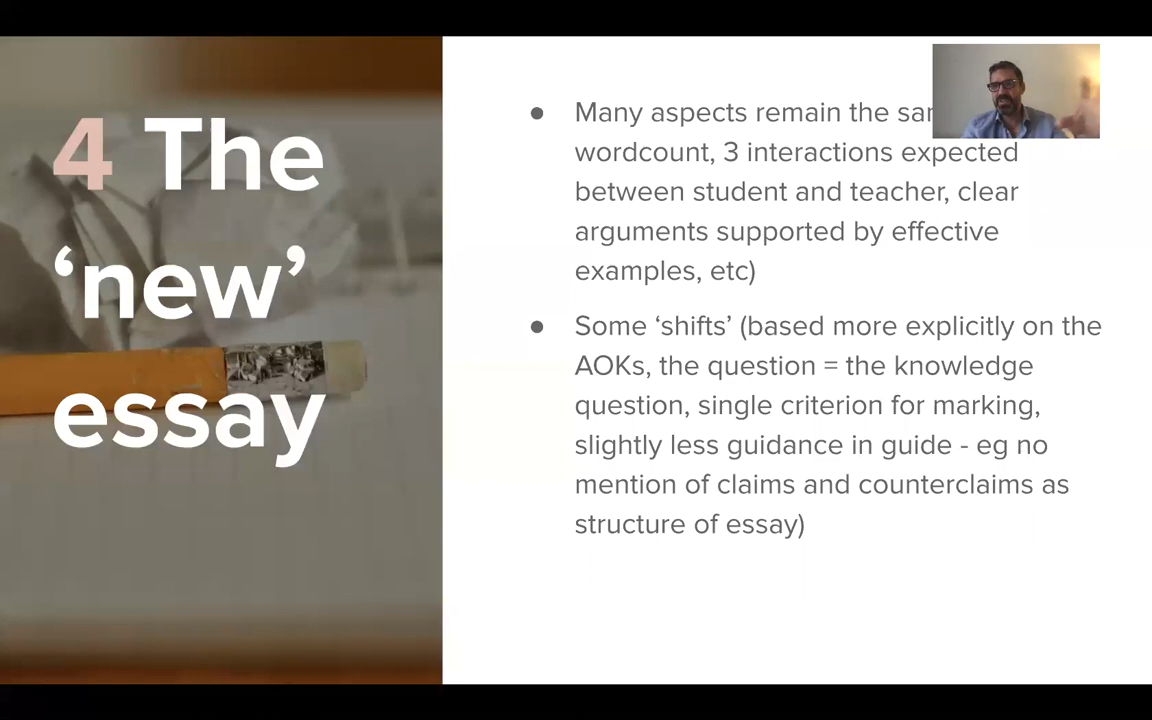 4 The
‘new’
essay
● Many aspects remain the
wordcount, 3 interactions expected
between student and teacher, clear
arguments supported by effective
examples, etc)
● Some ‘shifts’ (based more explicitly on the
AOKs, the question = the knowledge
question, single criterion for marking,
slightly less guidance in guide - eg no
mention of claims and counterclaims as
structure of essay)